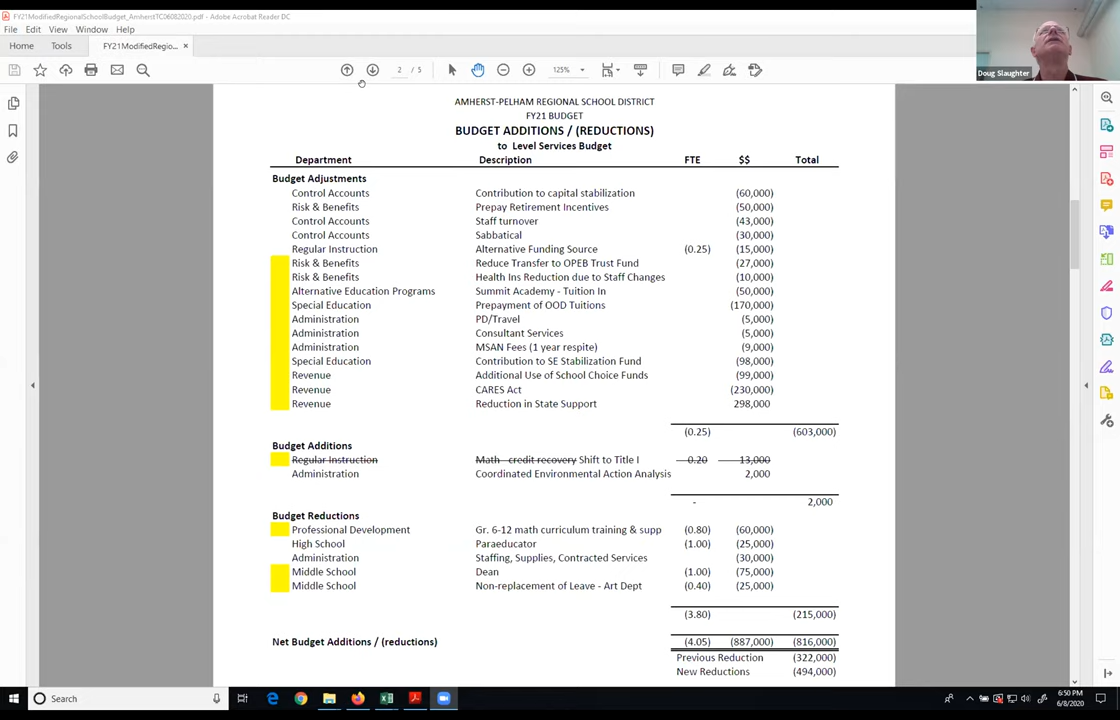 FY21ModifiedRegionalSchoolBudget_AmherstTC06082020.pdf - Adobe Acrobat Reader DC
File Edit View Window Help
Home Tools FY21ModifiedRegio... ×
2 / 5 125%
Doug Slaughter
AMHERST-PELHAM REGIONAL SCHOOL DISTRICT
FY21 BUDGET
BUDGET ADDITIONS / (REDUCTIONS)
to Level Services Budget
Department Description FTE $$ Total
Budget Adjustments
Control Accounts Contribution to capital stabilization (60,000)
Risk & Benefits Prepay Retirement Incentives (50,000)
Control Accounts Staff turnover (43,000)
Control Accounts Sabbatical (30,000)
Regular Instruction Alternative Funding Source (0.25) (15,000)
Risk & Benefits Reduce Transfer to OPEB Trust Fund (27,000)
Risk & Benefits Health Ins Reduction due to Staff Changes (10,000)
Alternative Education Programs Summit Academy - Tuition In (50,000)
Special Education Prepayment of OOD Tuitions (170,000)
Administration PD/Travel (5,000)
Administration Consultant Services (5,000)
Administration MSAN Fees (1 year respite) (9,000)
Special Education Contribution to SE Stabilization Fund (98,000)
Revenue Additional Use of School Choice Funds (99,000)
Revenue CARES Act (230,000)
Revenue Reduction in State Support 298,000
(0.25) (603,000)
Budget Additions
Regular Instruction Math - credit recovery Shift to Title I 0.20 13,000
Administration Coordinated Environmental Action Analysis 2,000
- 2,000
Budget Reductions
Professional Development Gr. 6-12 math curriculum training & supp (0.80) (60,000)
High School Paraeducator (1.00) (25,000)
Administration Staffing, Supplies, Contracted Services (30,000)
Middle School Dean (1.00) (75,000)
Middle School Non-replacement of Leave - Art Dept (0.40) (25,000)
(3.80) (215,000)
Net Budget Additions / (reductions) (4.05) (887,000) (816,000)
Previous Reduction (322,000)
New Reductions (494,000)
Search
6:50 PM
6/8/2020